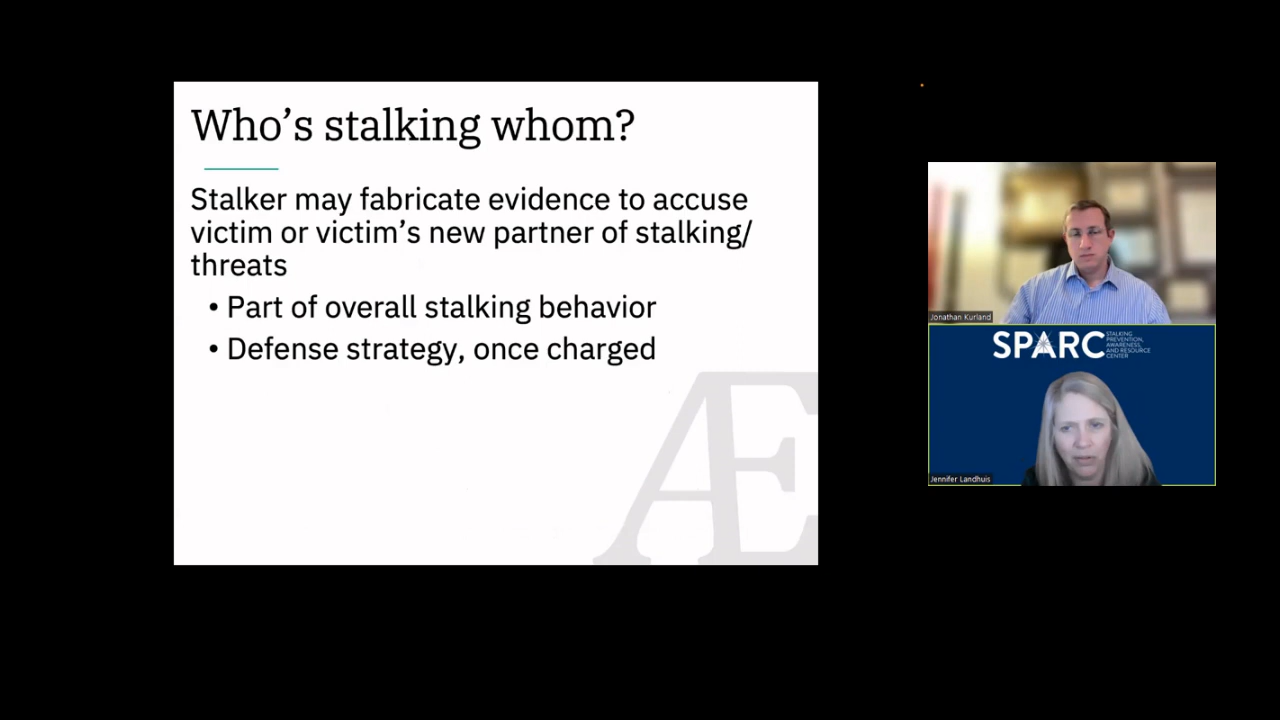 Who’s stalking whom?
Stalker may fabricate evidence to accuse
victim or victim’s new partner of stalking/
threats
• Part of overall stalking behavior
• Defense strategy, once charged
Æ
Jonathan Kurland
SPARC
STALKING
PREVENTION,
AWARENESS,
AND RESOURCE
CENTER
Jennifer Landhuis